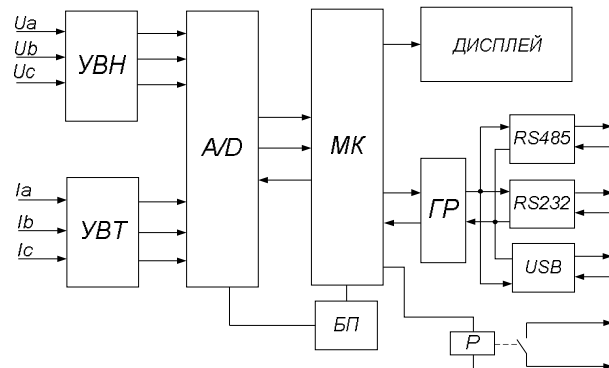 Ua
Ub
Uc
УВН
A/D
МК
ДИСПЛЕЙ
Ia
Ib
Ic
УВТ
ГР
RS485
RS232
USB
БП
Р